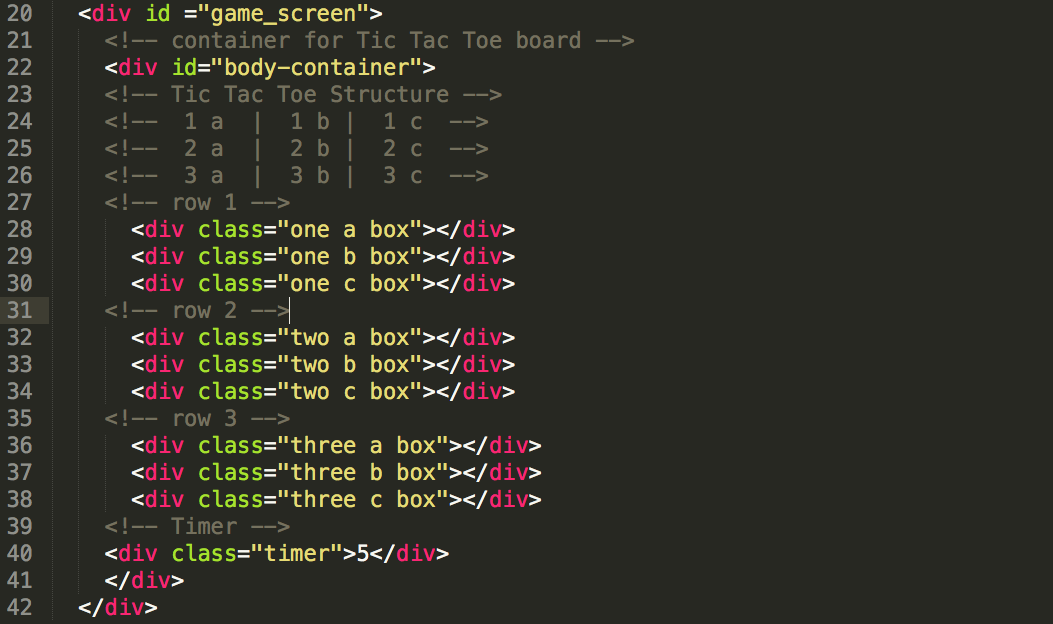 20 <div id ="game_screen">
21 <!-- container for Tic Tac Toe board -->
22 <div id="body-container">
23 <!-- Tic Tac Toe Structure -->
24 <!--  1 a  |  1 b |  1 c  -->
25 <!--  2 a  |  2 b |  2 c  -->
26 <!--  3 a  |  3 b |  3 c  -->
27 <!-- row 1 -->
28 <div class="one a box"></div>
29 <div class="one b box"></div>
30 <div class="one c box"></div>
31 <!-- row 2 -->
32 <div class="two a box"></div>
33 <div class="two b box"></div>
34 <div class="two c box"></div>
35 <!-- row 3 -->
36 <div class="three a box"></div>
37 <div class="three b box"></div>
38 <div class="three c box"></div>
39 <!-- Timer -->
40 <div class="timer">5</div>
41 </div>
42 </div>